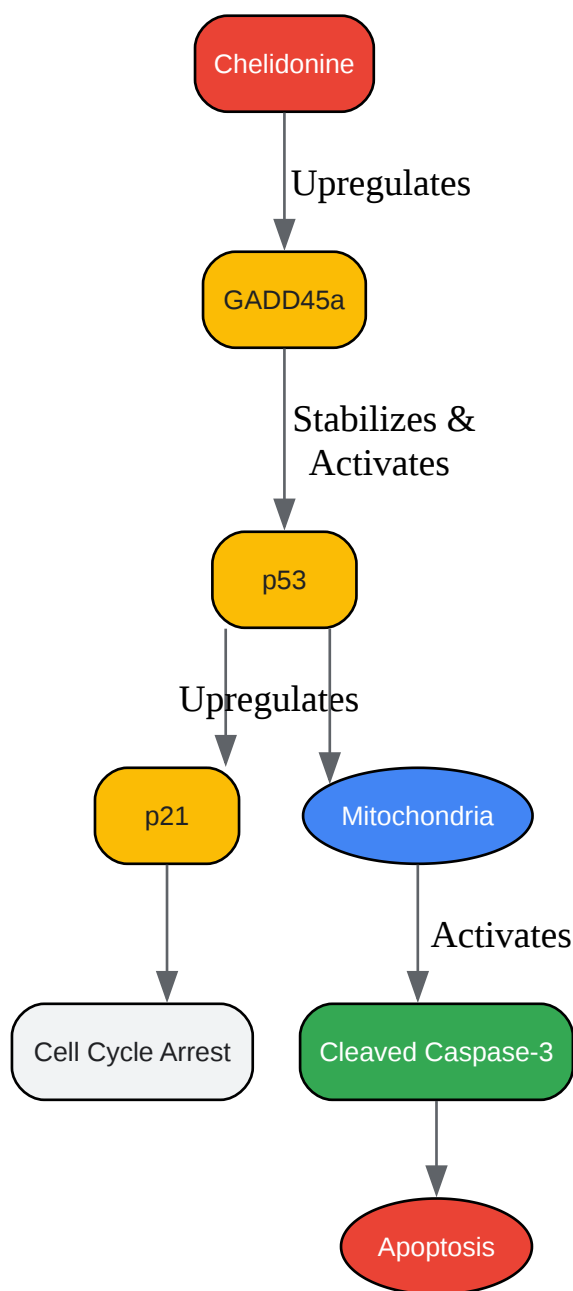 Chelidonine
Upregulates
GADD45a
Stabilizes &
Activates
p53
Upregulates
p21
Mitochondria
Activates
Cell Cycle Arrest
Cleaved Caspase-3
Apoptosis